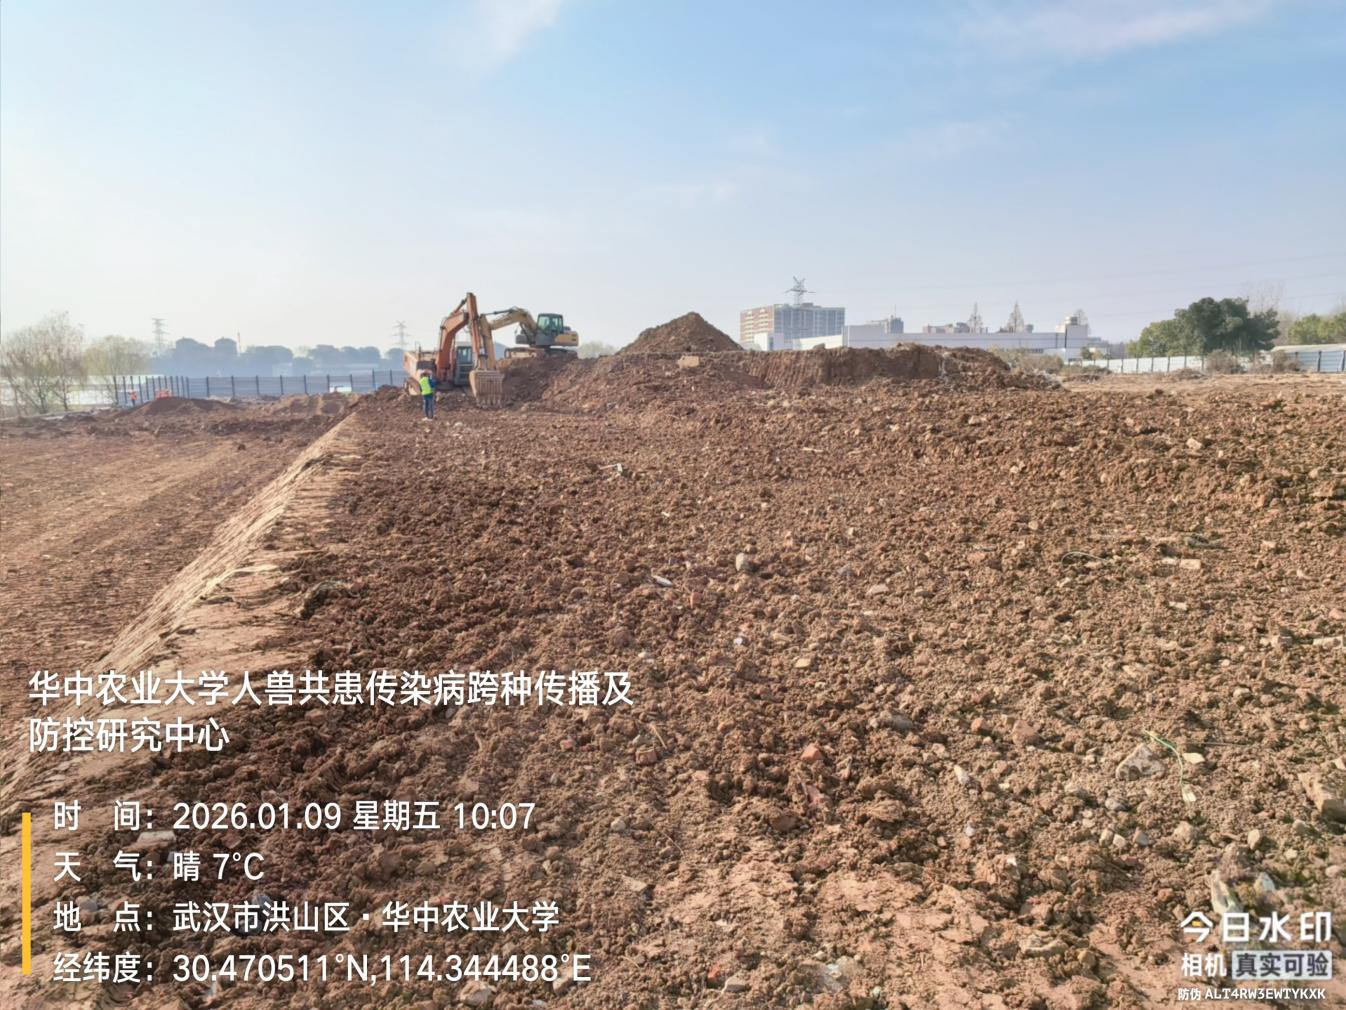 华中农业大学人兽共患传染病跨种传播及
防控研究中心
时 间：2026.01.09 星期五 10:07
天 气：晴 7°C
地 点：武汉市洪山区·华中农业大学
经纬度：30.470511°N,114.344488°E
今日水印
相机 真实可验
防伪 ALT4RW3EWTYKXK